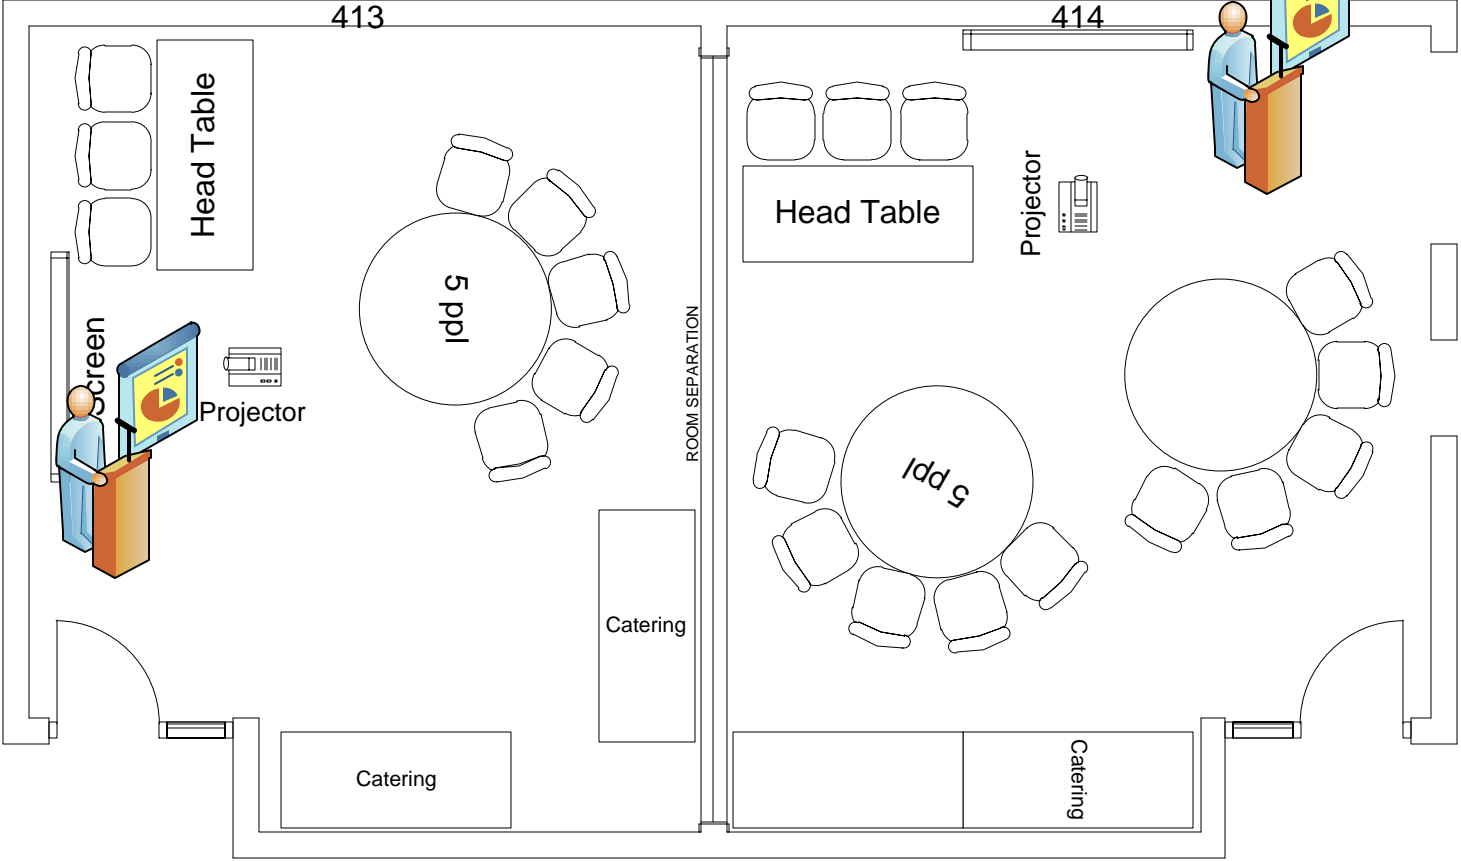 413
414
Head Table
Head Table
Projector
5 ppl
ROOM SEPARATION
Screen
Projector
5 ppl
Catering
Catering
Catering